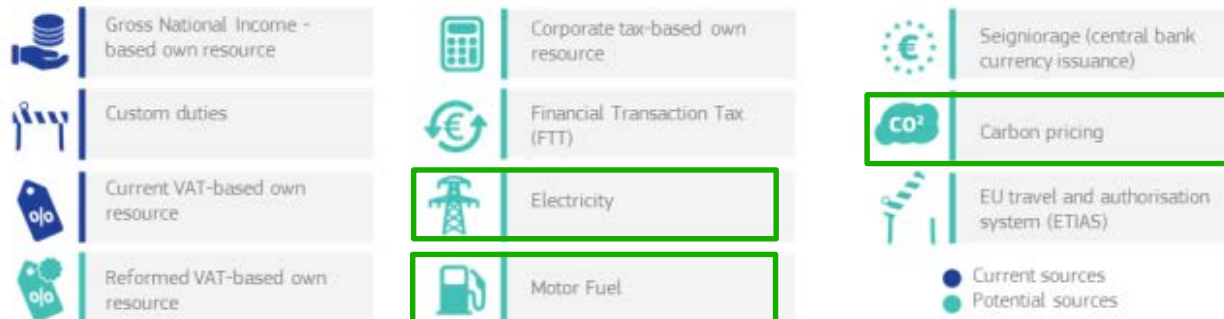 Gross National Income -
based own resource
Custom duties
Current VAT-based own
resource
Reformed VAT-based own
resource
Corporate tax-based own
resource
Financial Transaction Tax
(FTT)
Electricity
Motor Fuel
Seigniorage (central bank
currency issuance)
CO²
Carbon pricing
EU travel and authorisation
system (ETIAS)
Current sources
Potential sources